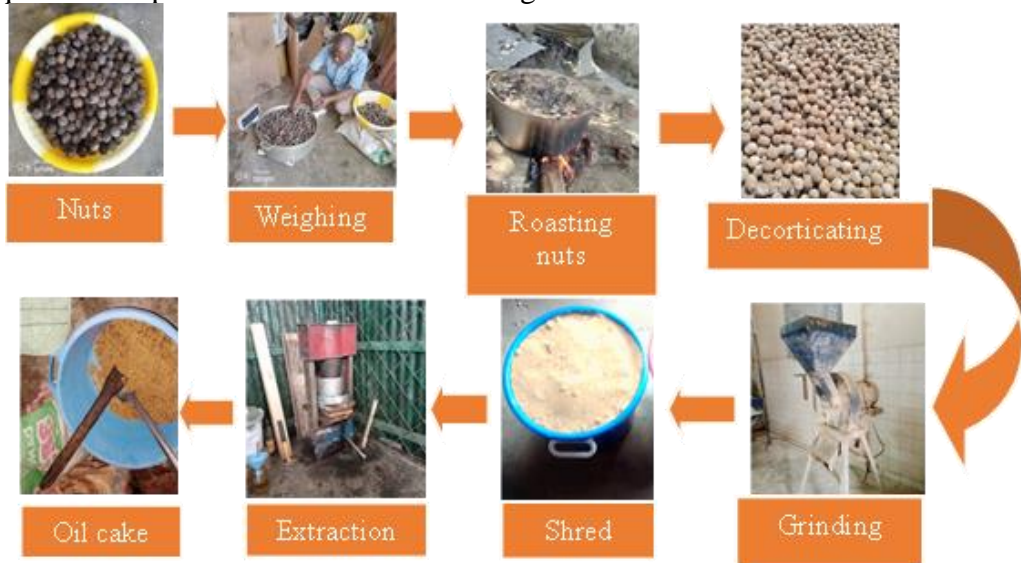 Nuts
Weighing
Roasting
nuts
Decorticating
Grinding
Shred
Extraction
Oil cake